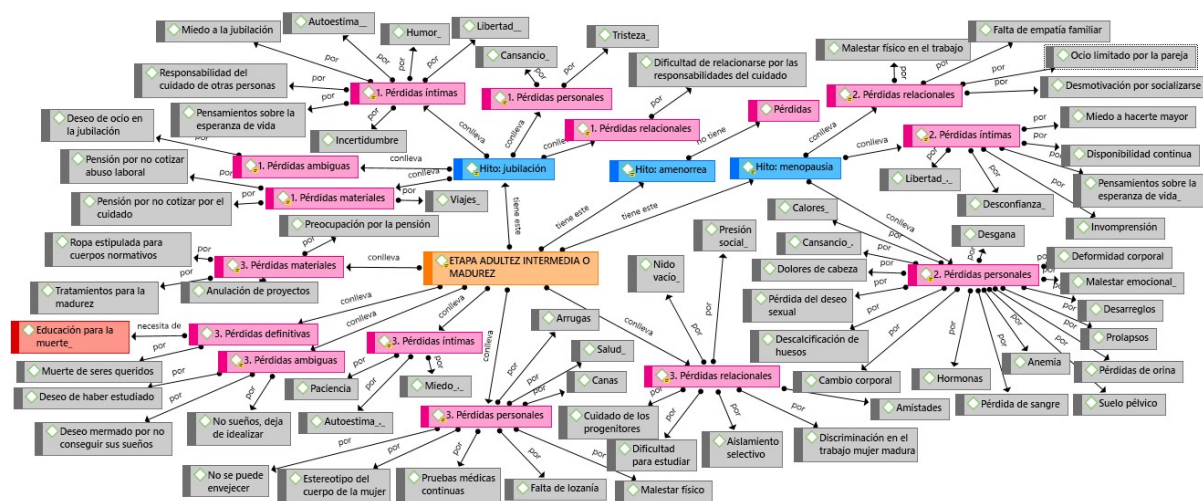 Miedo a la jubilación
Autoestima__
Humor_
Libertad__
Cansancio_
Tristeza_
Responsabilidad del
cuidado de otras personas
1. Pérdidas íntimas
1. Pérdidas personales
Dificultad de relacionarse por las
responsabilidades del cuidado
Pensamientos sobre la
esperanza de vida
Incertidumbre
1. Pérdidas relacionales
Deseo de ocio en
la jubilación
1. Pérdidas ambiguas
Pensión por no cotizar
abuso laboral
1. Pérdidas materiales
Pensión por no cotizar por el
cuidado
Viajes_
Hito: jubilación
Hito: amenorrea
Hito: menopausia
Pérdidas
Malestar físico en el trabajo
Falta de empatía familiar
Ocio limitado por la pareja
Desmotivación por socializarse
2. Pérdidas relacionales
2. Pérdidas íntimas
Miedo a hacerte mayor
Disponibilidad continua
Pensamientos sobre la
esperanza de vida_
Libertad_._
Desconfianza_
Invomprensión
ETAPA ADULTEZ INTERMEDIA O
MADUREZ
Preocupación por la pensión
Ropa estipulada para
cuerpos normativos
3. Pérdidas materiales
Tratamientos para la
madurez
Anulación de proyectos
Educación para la
muerte_
3. Pérdidas definitivas
Muerte de seres queridos
3. Pérdidas ambiguas
Deseo de haber estudiado
Deseo mermado por no
conseguir sus sueños
No sueños, deja
de idealizar
3. Pérdidas íntimas
Paciencia
Miedo_._
Autoestima_._
3. Pérdidas personales
Arrugas
Salud_
Canas
No se puede
envejecer
Estereotipo del
cuerpo de la mujer
Pruebas médicas
continuas
Falta de lozanía
Malestar físico
Nido
vacío_
Presión
social_
3. Pérdidas relacionales
Cuidado de los
progenitores
Dificultad
para estudiar
Aislamiento
selectivo
Discriminación en el
trabajo mujer madura
Amistades
2. Pérdidas personales
Calores_
Cansancio_.
Dolores de cabeza
Pérdida del deseo
sexual
Descalcificación de
huesos
Cambio corporal
Hormonas
Pérdida de sangre
Anemia
Suelo pélvico
Pérdidas de orina
Prolapsos
Desarreglos
Malestar emocional_
Deformidad corporal
Desgana
por
conlleva
tiene este
no tiene
necesita de